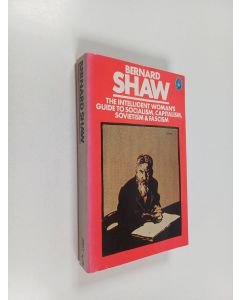 BERNARD
SHAW
THE INTELLIGENT WOMAN'S
GUIDE TO SOCIALISM, CAPITALISM,
SOVIETISM & FASCISM
BERNARD SHAW